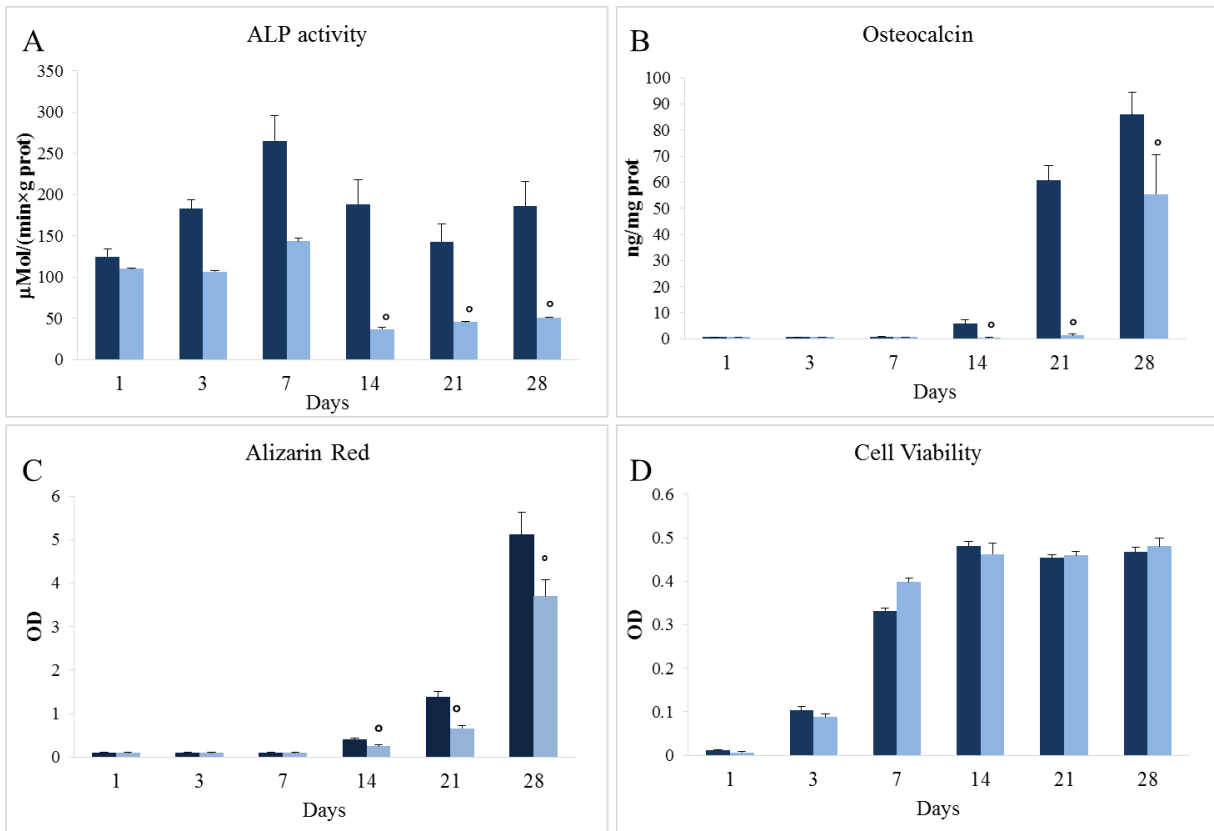 A
ALP activity
µMol/(min×g prot)
350
300
250
200
150
100
50
0
1 3 7 14 21 28
Days
B
Osteocalcin
ng/mg prot
100
90
80
70
60
50
40
30
20
10
0
1 3 7 14 21 28
Days
C
Alizarin Red
OD
6
5
4
3
2
1
0
1 3 7 14 21 28
Days
D
Cell Viability
OD
0.6
0.5
0.4
0.3
0.2
0.1
0
1 3 7 14 21 28
Days